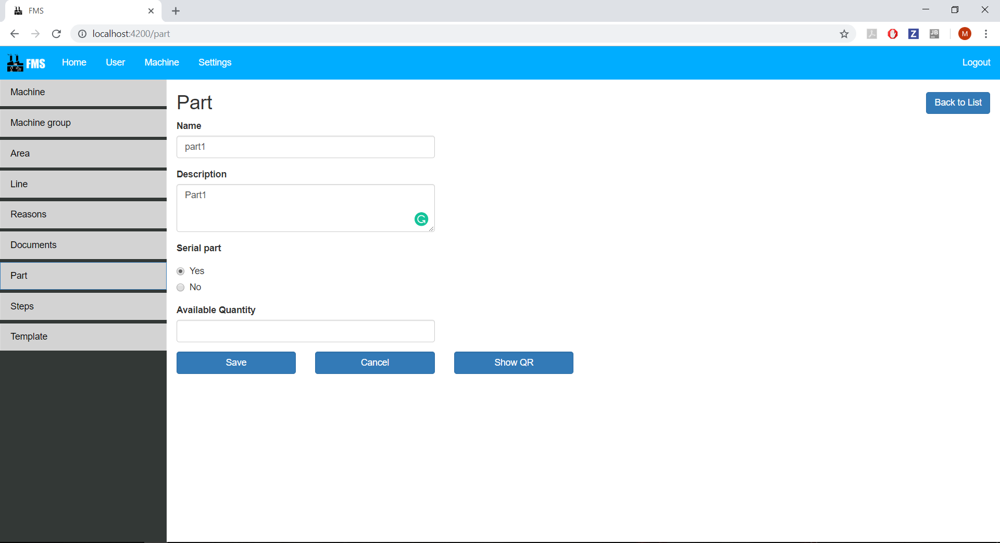 FMS
localhost:4200/part
Z
JB
M
FMS Home User Machine Settings Logout
Machine
Machine group
Area
Line
Reasons
Documents
Part
Steps
Template
Part
Back to List
Name
part1
Description
Part1
Serial part
Yes
No
Available Quantity
Save Cancel Show QR